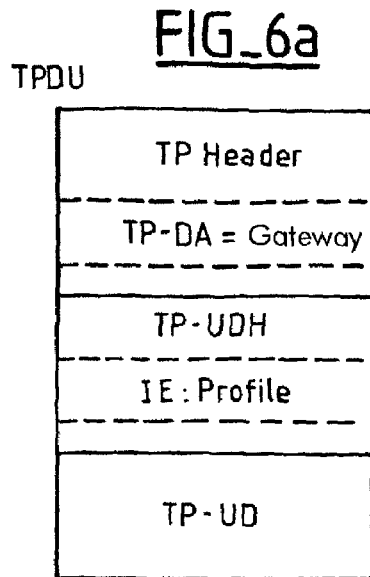 FIG_6a
TPDU
TP Header
TP-DA = Gateway
TP-UDH
IE : Profile
TP-UD